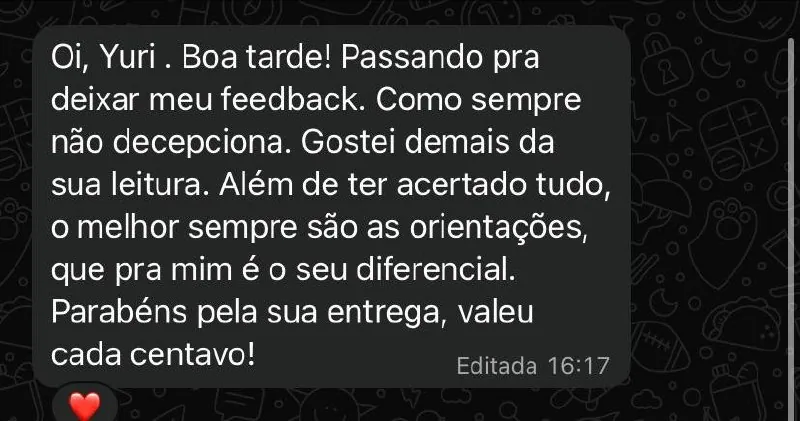 Oi, Yuri . Boa tarde! Passando pra
deixar meu feedback. Como sempre
não decepciona. Gostei demais da
sua leitura. Além de ter acertado tudo,
o melhor sempre são as orientações,
que pra mim é o seu diferencial.
Parabéns pela sua entrega, valeu
cada centavo!
Editada 16:17